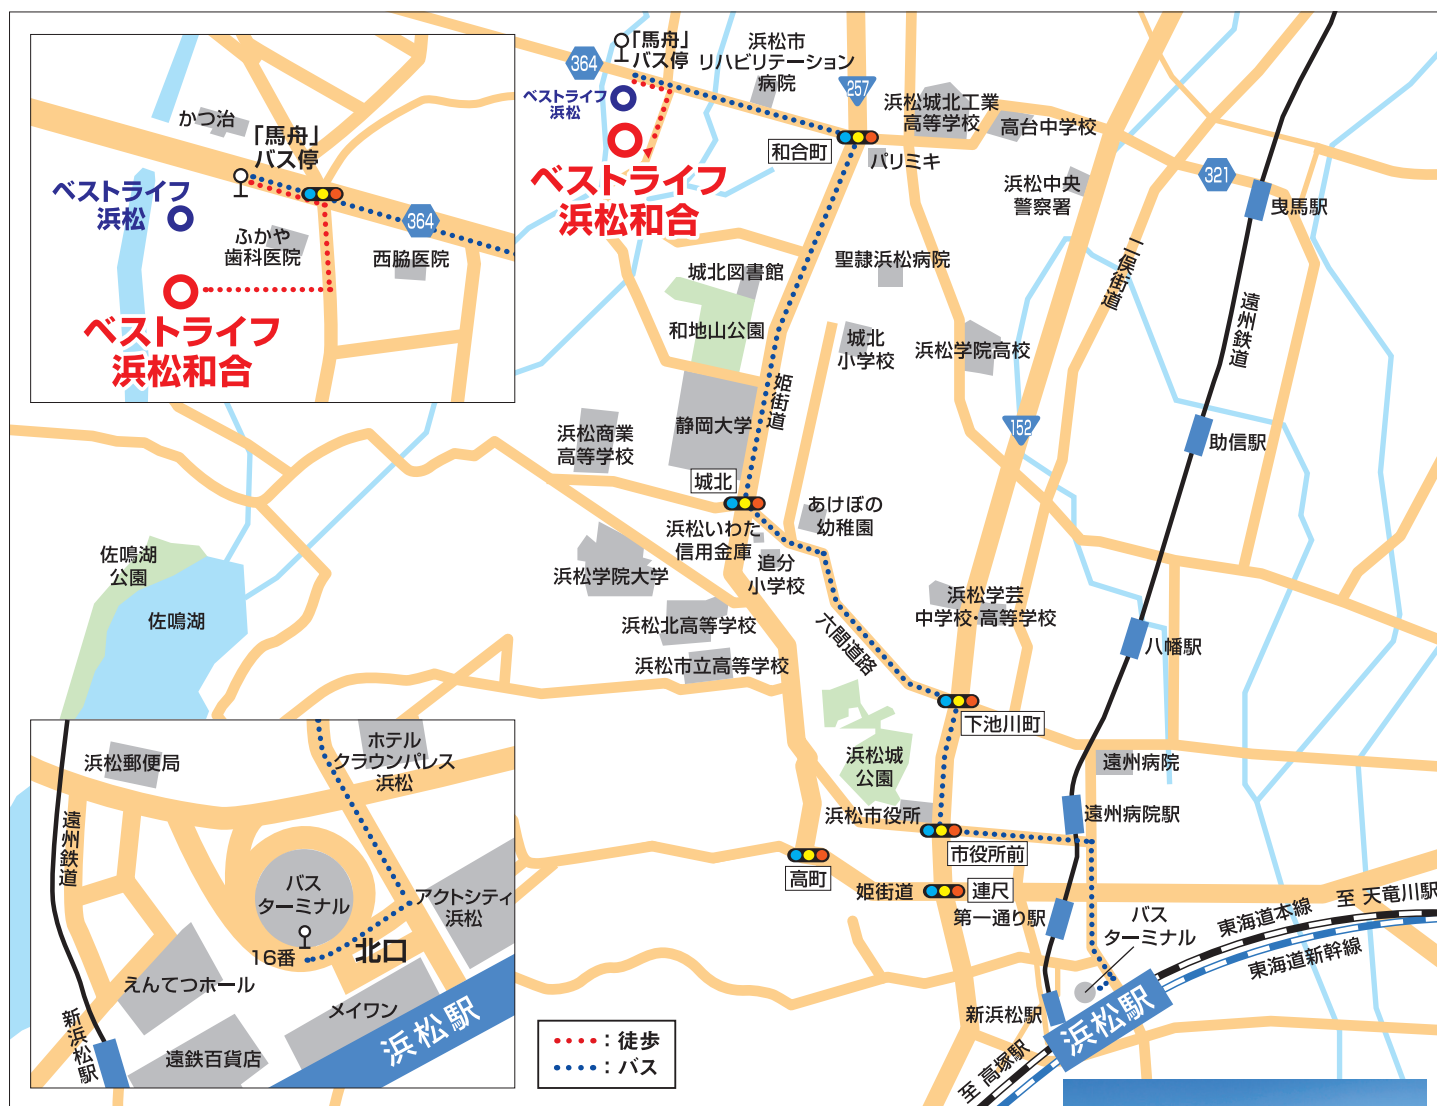 かつ治
「馬舟」
バス停
ベストライフ
浜松
364
ふかや
歯科医院
西脇医院
ベストライフ
浜松和合
364
「馬舟」
バス停
浜松市
リハビリテーション
病院
257
ベストライフ
浜松
ベストライフ
浜松和合
和合町
パリミキ
浜松城北工業
高等学校
高台中学校
浜松中央
警察署
321
曳馬駅
二俣街道
遠州鉄道
城北図書館
聖隷浜松病院
和地山公園
城北
小学校
浜松学院高校
姫街道
152
静岡大学
浜松商業
高等学校
助信駅
城北
浜松いわた
信用金庫
あけぼの
幼稚園
追分
小学校
浜松学院大学
佐鳴湖
公園
佐鳴湖
浜松北高等学校
浜松市立高等学校
六間道路
浜松学芸
中学校・高等学校
八幡駅
下池川町
浜松城
公園
遠州病院
浜松市役所
遠州病院駅
市役所前
高町
姫街道
連尺
第一通り駅
バス
ターミナル
東海道本線
至 天竜川駅
東海道新幹線
新浜松駅
浜松駅
至 高塚駅
浜松郵便局
ホテル
クラウンパレス
浜松
遠州鉄道
バス
ターミナル
16番
アクトシティ
浜松
北口
えんてつホール
メイワン
新浜松駅
遠鉄百貨店
浜松駅
：徒歩
：バス